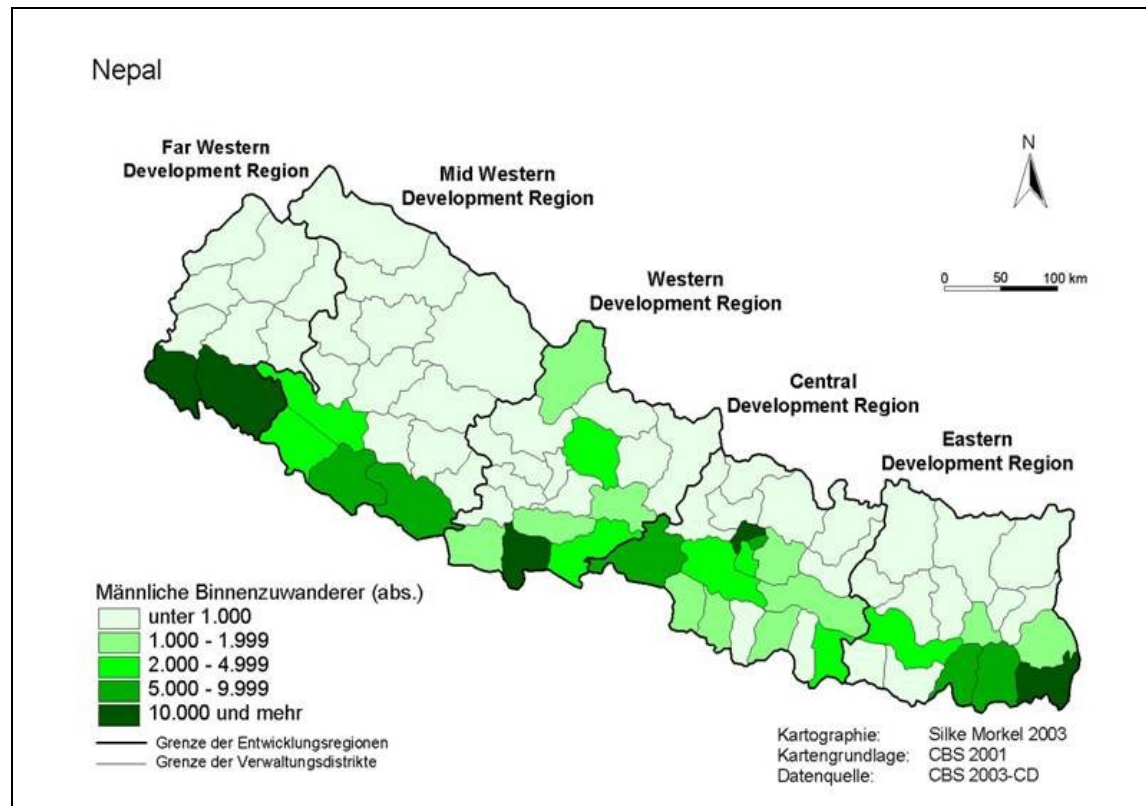 Nepal
Far Western
Development Region
Mid Western
Development Region
N
Western
Development Region
0 50 100 km
Central
Development Region
Eastern
Development Region
Männliche Binnenzuwanderer (abs.)
unter 1.000
1.000 - 1.999
2.000 - 4.999
5.000 - 9.999
10.000 und mehr
Grenze der Entwicklungsregionen
Grenze der Verwaltungsdistrikte
Kartographie: Silke Morkel 2003
Kartengrundlage: CBS 2001
Datenquelle: CBS 2003-CD